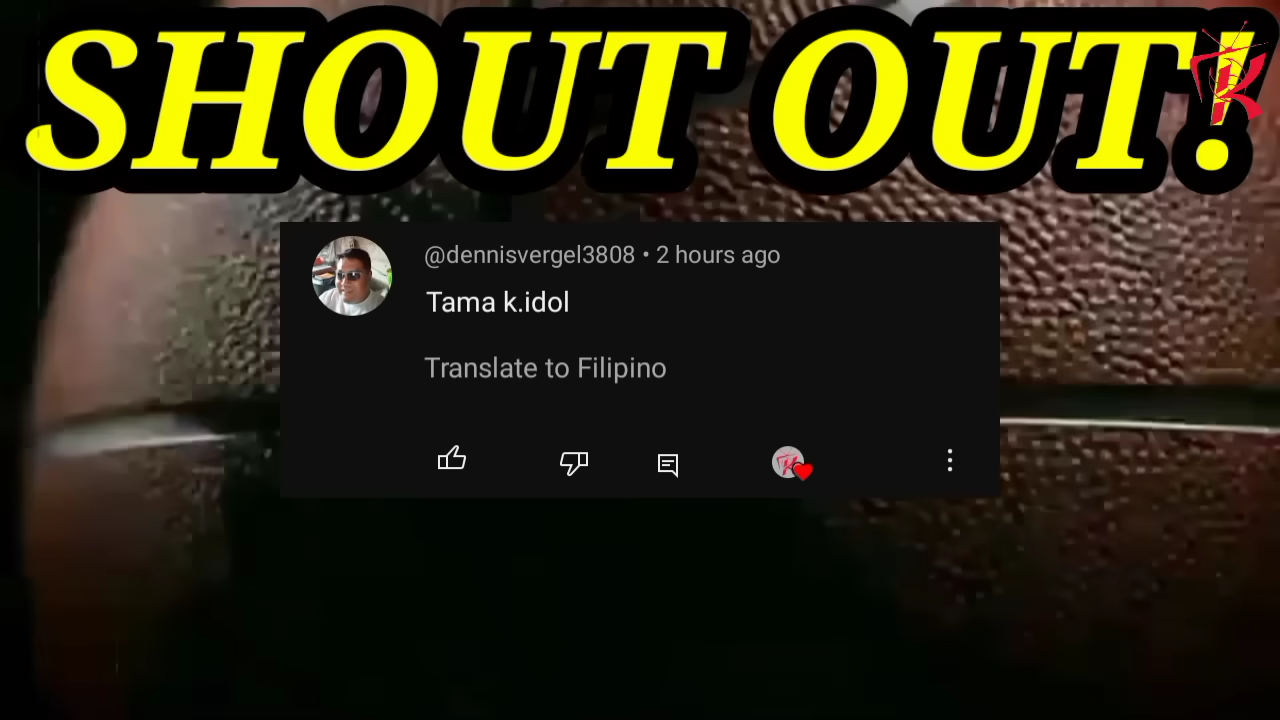 SHOUT OUT!
@dennisvergel3808 • 2 hours ago
Tama k.idol
Translate to Filipino